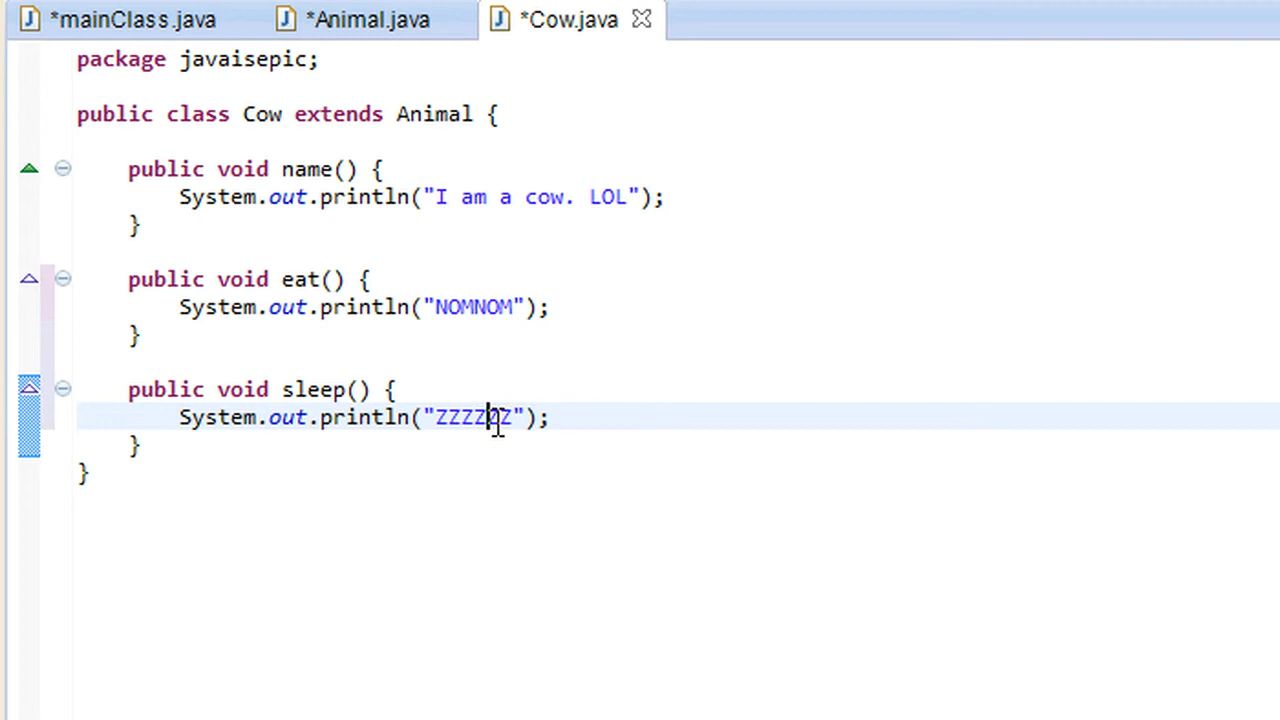 *mainClass.java *Animal.java *Cow.java
package javaisepic;
public class Cow extends Animal {
public void name() {
System.out.println("I am a cow. LOL");
}
public void eat() {
System.out.println("NOMNOM");
}
public void sleep() {
System.out.println("ZZZZZZ");
}
}